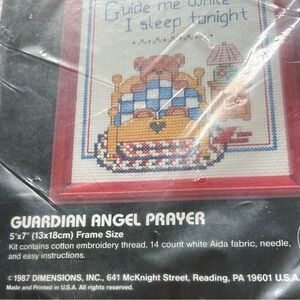 Guide me while
I sleep tonight
GUARDIAN ANGEL PRAYER
5"x7" (13x18cm) Frame Size
Kit contains cotton embroidery thread, 14 count white Aida fabric, needle,
and easy instructions.
©1987 DIMENSIONS, INC., 641 McKnight Street, Reading, PA 19601 U.S.A.
Made and Printed in U.S.A. All rights reserved.